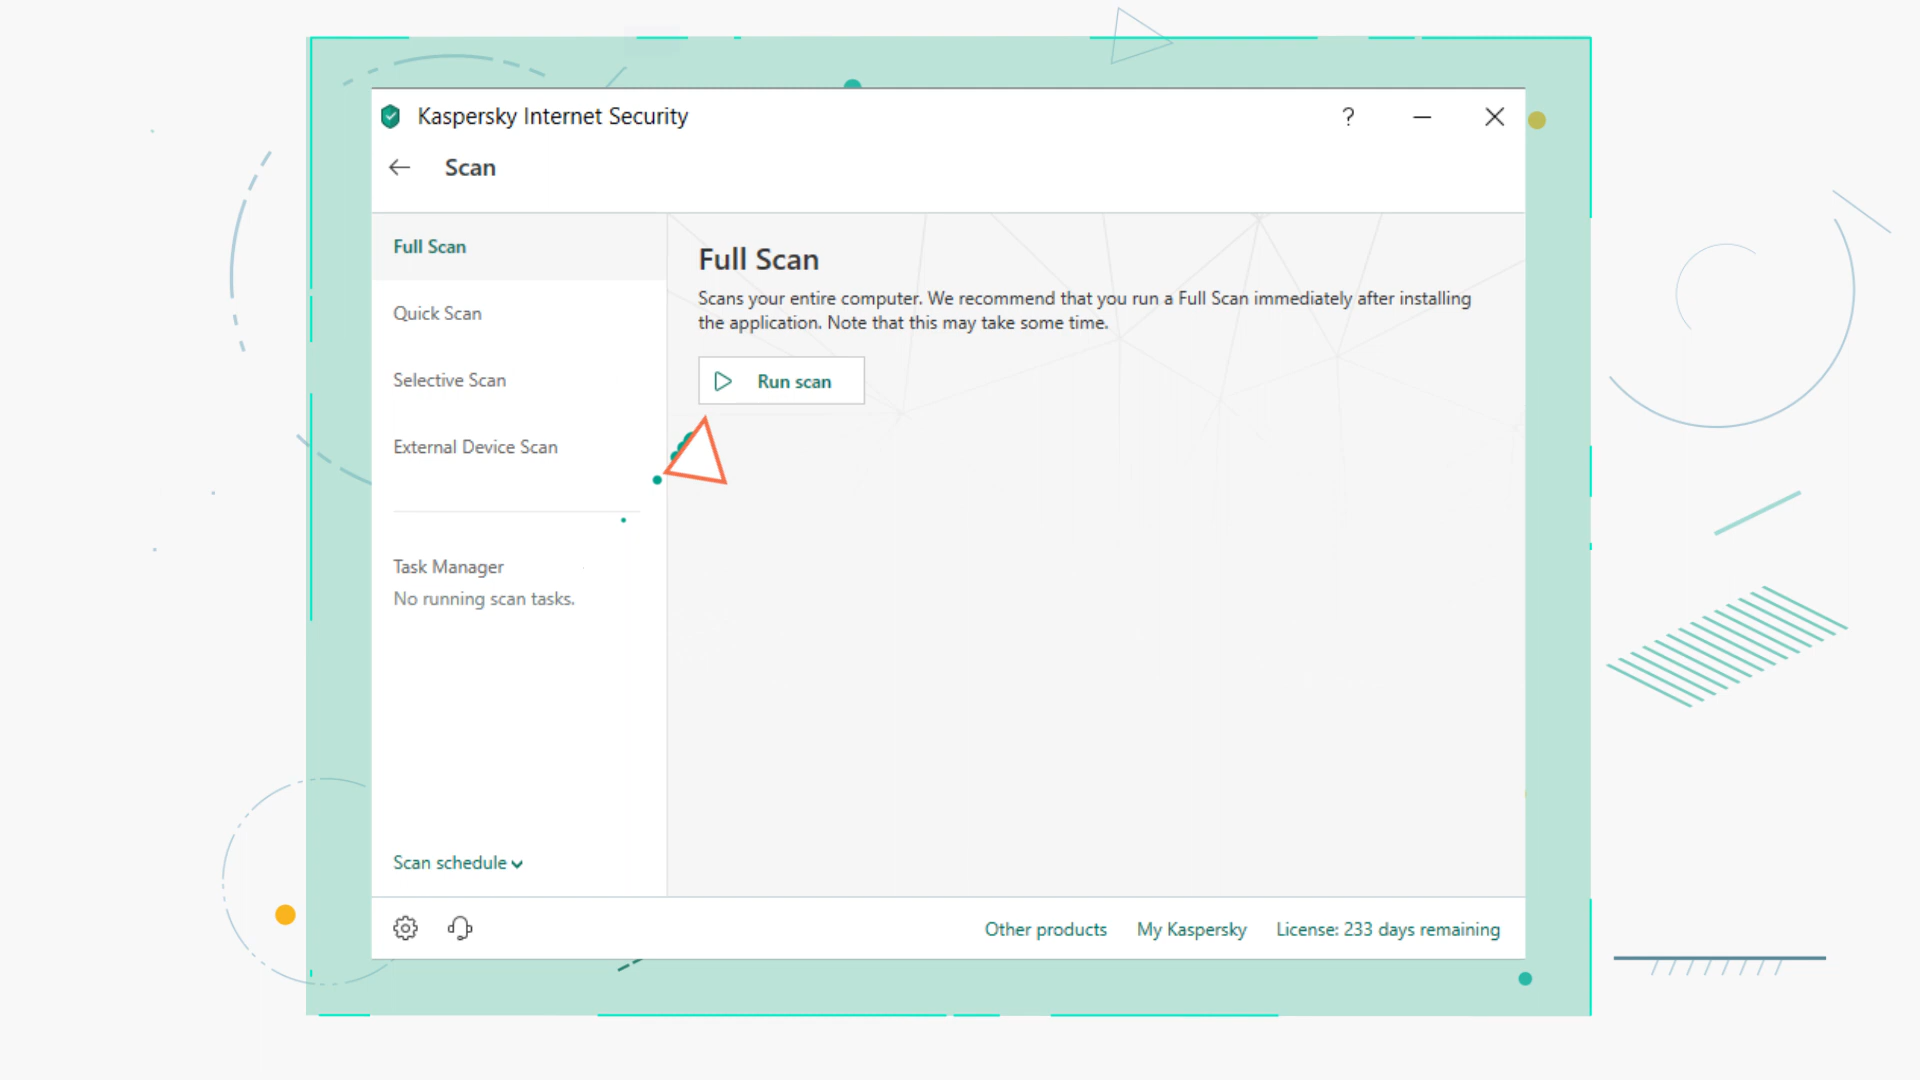 Kaspersky Internet Security
?
Scan
Full Scan
Quick Scan
Selective Scan
External Device Scan
Task Manager
No running scan tasks.
Scan schedule
Full Scan
Scans your entire computer. We recommend that you run a Full Scan immediately after installing
the application. Note that this may take some time.
Run scan
Other products
My Kaspersky
License: 233 days remaining